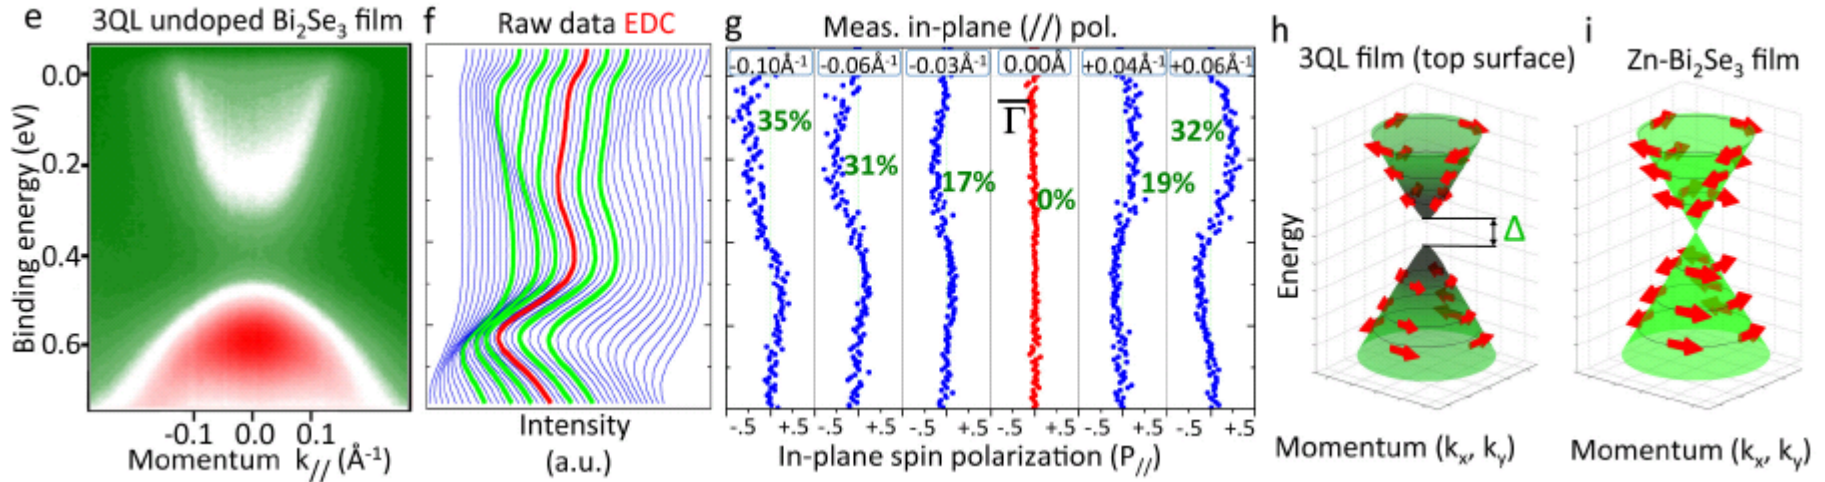 e 3QL undoped Bi₂Se₃ film
Binding energy (eV)
0.0
0.2
0.4
0.6
-0.1 0.0 0.1
Momentum k// (Å⁻¹)
f Raw data EDC
Intensity
(a.u.)
g Meas. in-plane (//) pol.
-0.10Å⁻¹ -0.06Å⁻¹ -0.03Å⁻¹ 0.00Å +0.04Å⁻¹ +0.06Å⁻¹
35%
31%
17%
Γ̅
0%
19%
32%
-.5 +.5 -.5 +.5 -.5 +.5 -.5 +.5 -.5 +.5 -.5 +.5
In-plane spin polarization (P//)
h
3QL film (top surface)
Energy
Δ
Momentum (kₓ, kᵧ)
i
Zn-Bi₂Se₃ film
Momentum (kₓ, kᵧ)